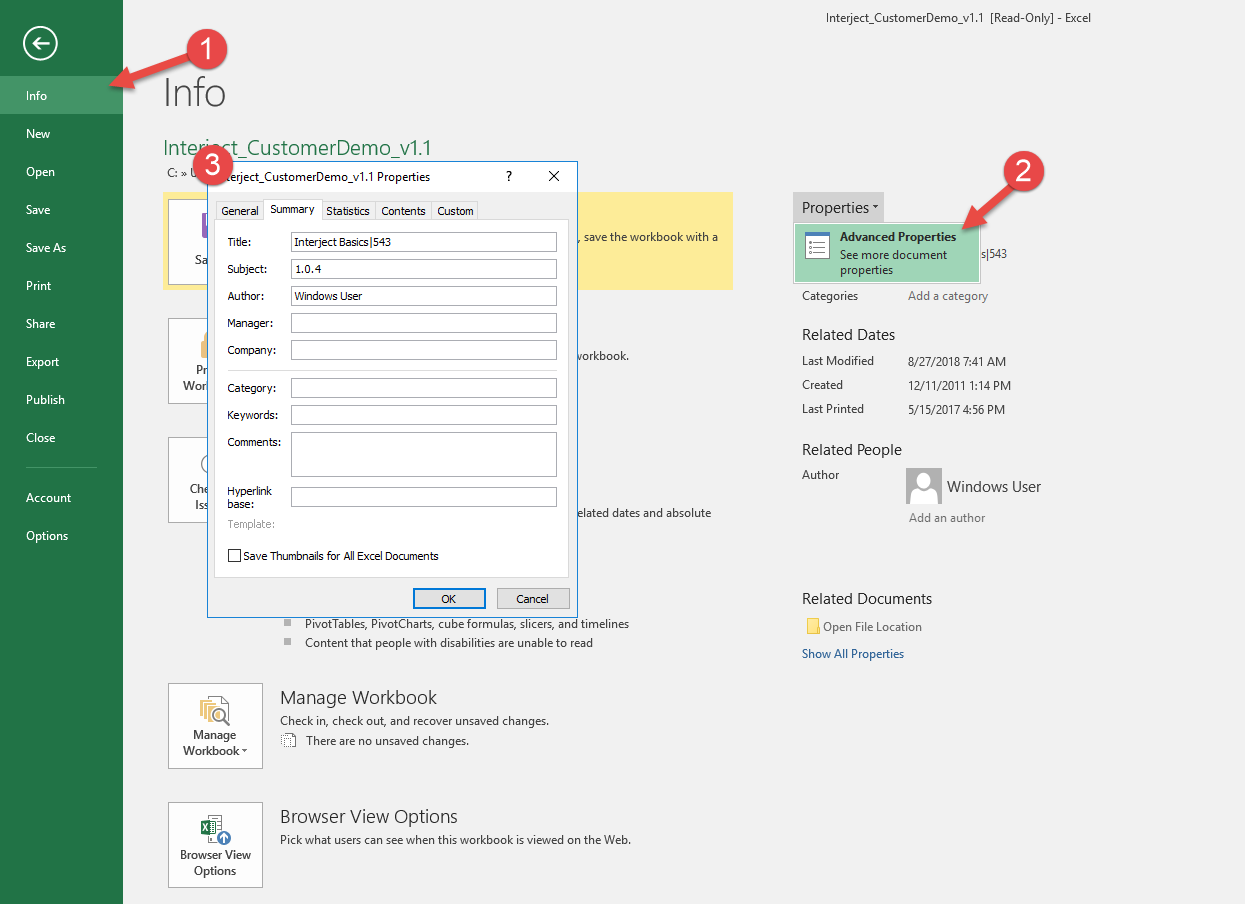 Interject_CustomerDemo_v1.1 [Read-Only] - Excel
1
Info
New
Open
Save
Save As
Print
Share
Export
Publish
Close
Account
Options
Info
Interject_CustomerDemo_v1.1
C: »
3
Interject_CustomerDemo_v1.1 Properties
?
General
Summary
Statistics
Contents
Custom
Title:
Interject Basics|543
Subject:
1.0.4
Author:
Windows User
Manager:
Company:
Category:
Keywords:
Comments:
Hyperlink
base:
Template:
Save Thumbnails for All Excel Documents
OK
Cancel
, save the workbook with a
workbook.
elated dates and absolute
PivotTables, PivotCharts, cube formulas, slicers, and timelines
Content that people with disabilities are unable to read
Manage
Workbook
Manage Workbook
Check in, check out, and recover unsaved changes.
There are no unsaved changes.
Browser View
Options
Browser View Options
Pick what users can see when this workbook is viewed on the Web.
2
Properties
Advanced Properties
See more document
properties
s|543
Categories
Add a category
Related Dates
Last Modified
8/27/2018 7:41 AM
Created
12/11/2011 1:14 PM
Last Printed
5/15/2017 4:56 PM
Related People
Author
Windows User
Add an author
Related Documents
Open File Location
Show All Properties